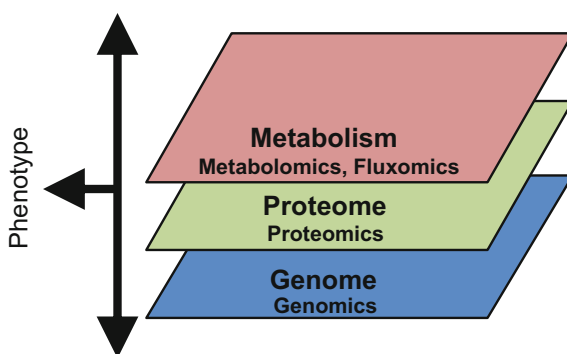 Phenotype
Metabolism
Metabolomics, Fluxomics
Proteome
Proteomics
Genome
Genomics